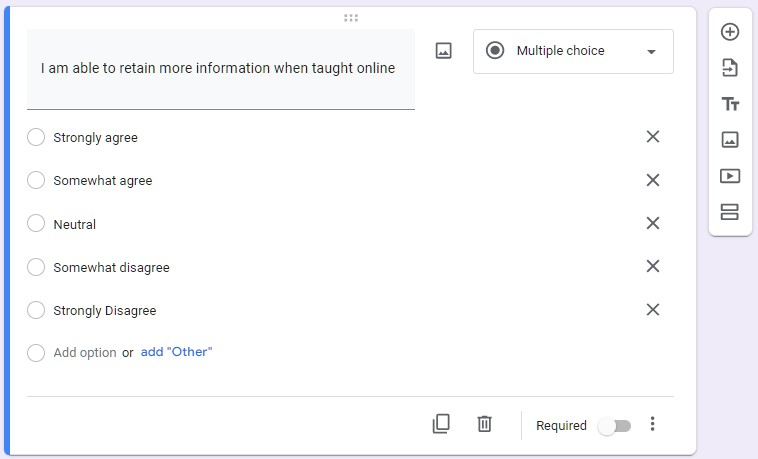 I am able to retain more information when taught online
Multiple choice
Strongly agree
Somewhat agree
Neutral
Somewhat disagree
Strongly Disagree
Add option or add "Other"
Required